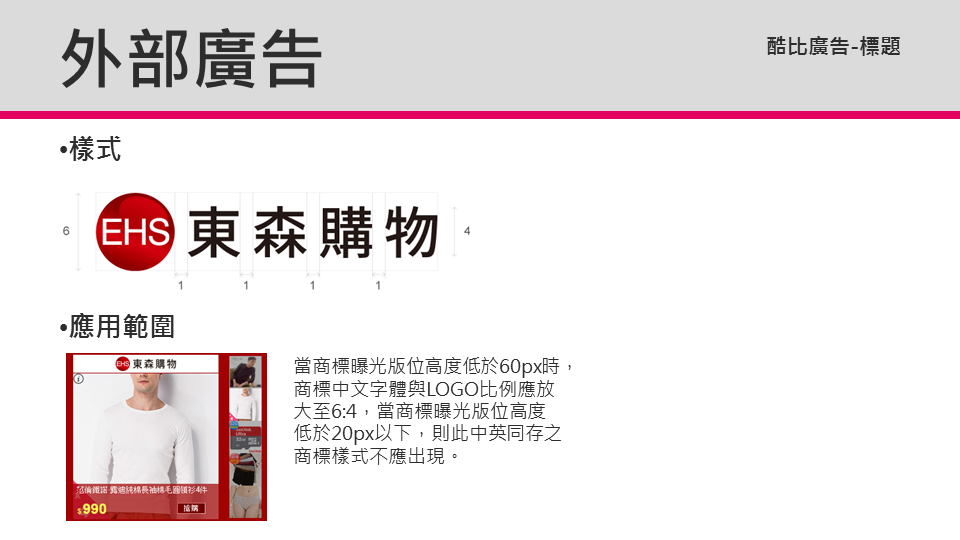 外部廣告
酷比廣告-標題
•樣式
6
EHS 東森購物
4
1 1 1 1
•應用範圍
EHS 東森購物
當商標曝光版位高度低於60px時，
商標中文字體與LOGO比例應放
大至6:4，當商標曝光版位高度
低於20px以下，則此中英同存之
商標樣式不應出現。
$990
搶購